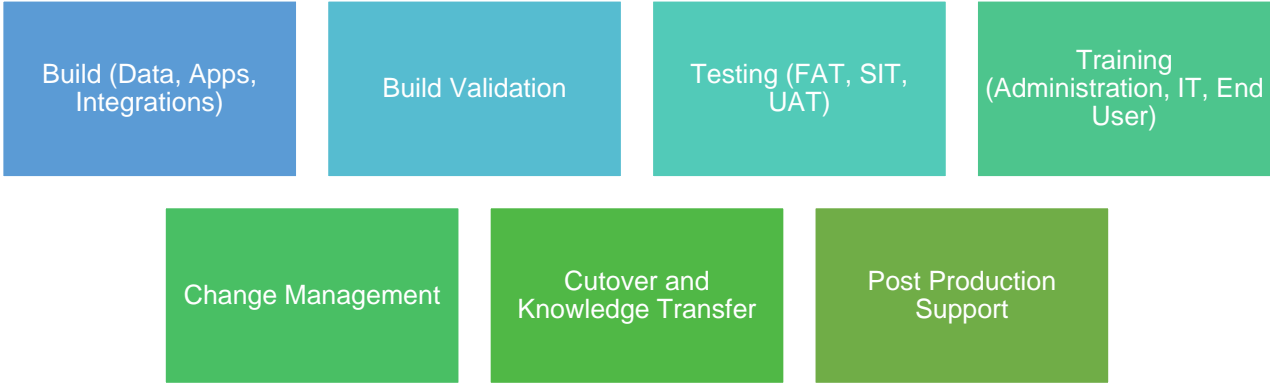 Build (Data, Apps,
Integrations)
Build Validation
Testing (FAT, SIT,
UAT)
Training
(Administration, IT, End
User)
Change Management
Cutover and
Knowledge Transfer
Post Production
Support